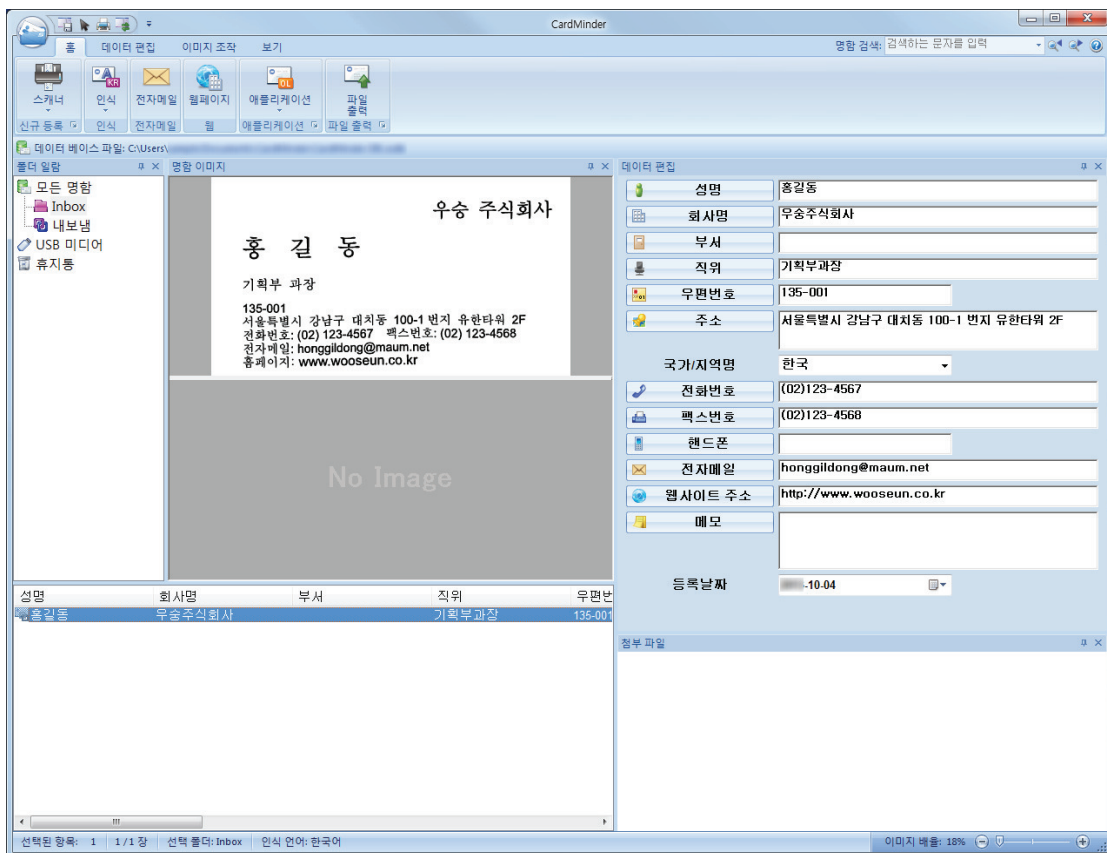 CardMinder
홈 데이터 편집 이미지 조작 보기
명함 검색: 검색하는 문자를 입력
KR
OL
스캐너 인식 전자메일 웹페이지 애플리케이션 파일
출력
신규 등록 인식 전자메일 웹 애플리케이션 파일 출력
데이터 베이스 파일: C:\Users\
폴더 일람
모든 명함
Inbox
내보냄
USB 미디어
휴지통
명함 이미지
우승 주식회사
홍 길 동
기획부 과장
135-001
서울특별시 강남구 대치동 100-1 번지 유한타워 2F
전화번호: (02) 123-4567 팩스번호: (02) 123-4568
전자메일: honggildong@maum.net
홈페이지: www.wooseun.co.kr
No Image
데이터 편집
성명 홍길동
회사명 우숭주식회사
부서
직위 기획부과장
우편번호 135-001
주소 서울특별시 강남구 대치동 100-1 번지 유한타워 2F
국가/지역명 한국
전화번호 (02)123-4567
팩스번호 (02)123-4568
핸드폰
전자메일 honggildong@maum.net
웹사이트 주소 http://www.wooseun.co.kr
메모
등록날짜 -10-04
성명 회사명 부서 직위 우편번
홍길동 우숭주식회사 기획부과장 135-001
첨부 파일
선택된 항목: 1 1/1 장 선택 폴더: Inbox 인식 언어: 한국어
이미지 배율: 18%